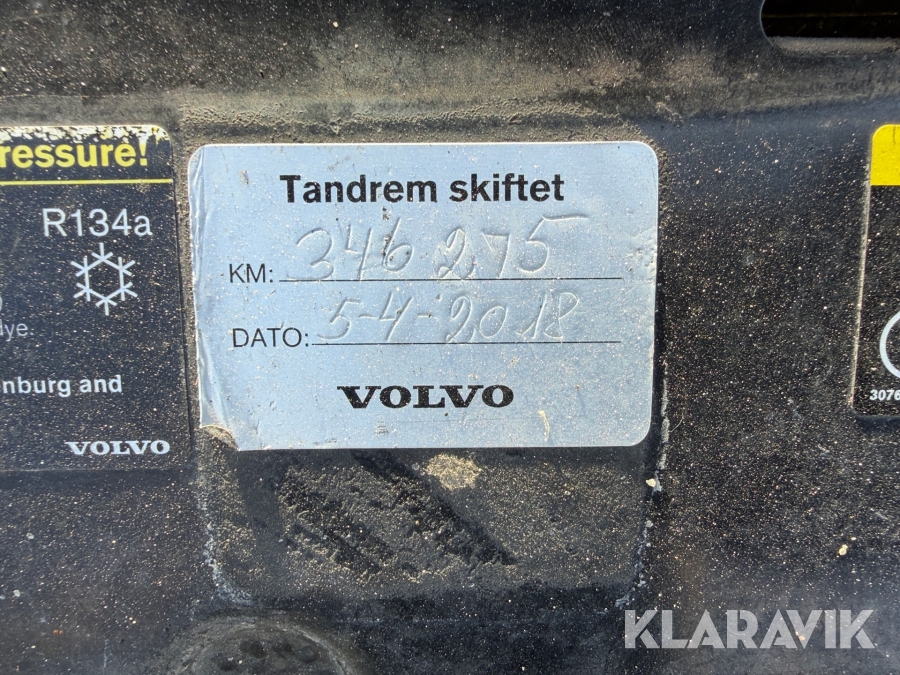 ressure!
R134a
ye.
nburg and
VOLVO
Tandrem skiftet
KM: 346 275
DATO: 5-4-2018
VOLVO
3076
KLARAVIK